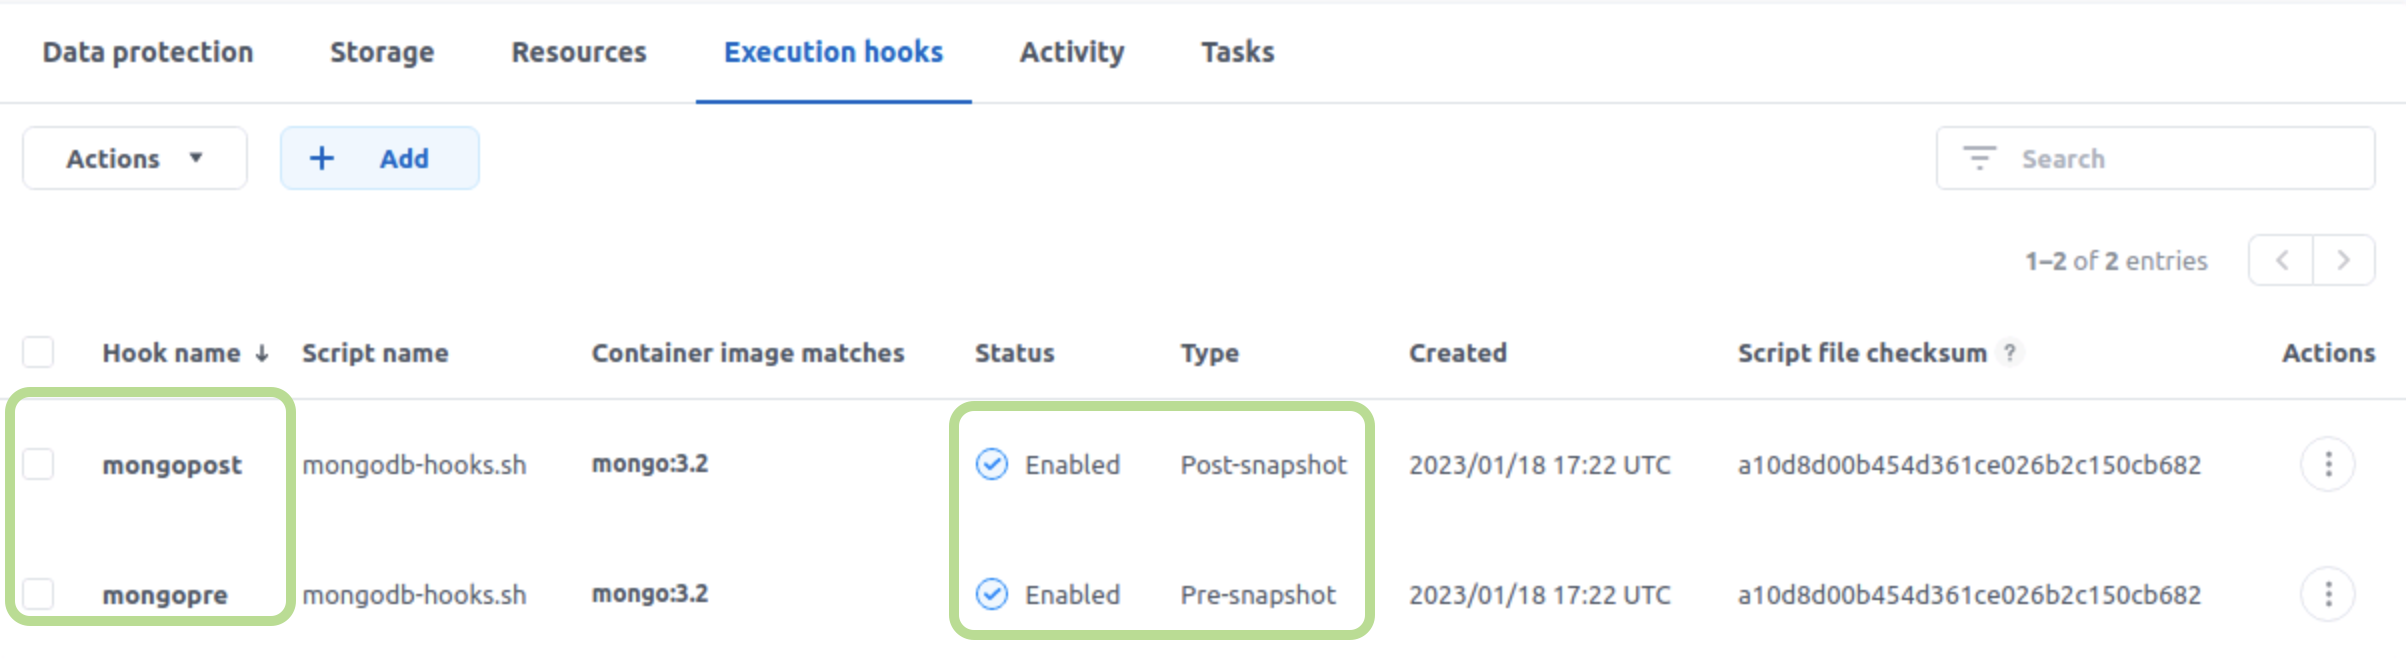 Data protection Storage Resources Execution hooks Activity Tasks
Actions + Add Search
1–2 of 2 entries
Hook name ↓ Script name Container image matches Status Type Created Script file checksum ? Actions
mongopost mongodb-hooks.sh mongo:3.2 Enabled Post-snapshot 2023/01/18 17:22 UTC a10d8d00b454d361ce026b2c150cb682
mongopre mongodb-hooks.sh mongo:3.2 Enabled Pre-snapshot 2023/01/18 17:22 UTC a10d8d00b454d361ce026b2c150cb682